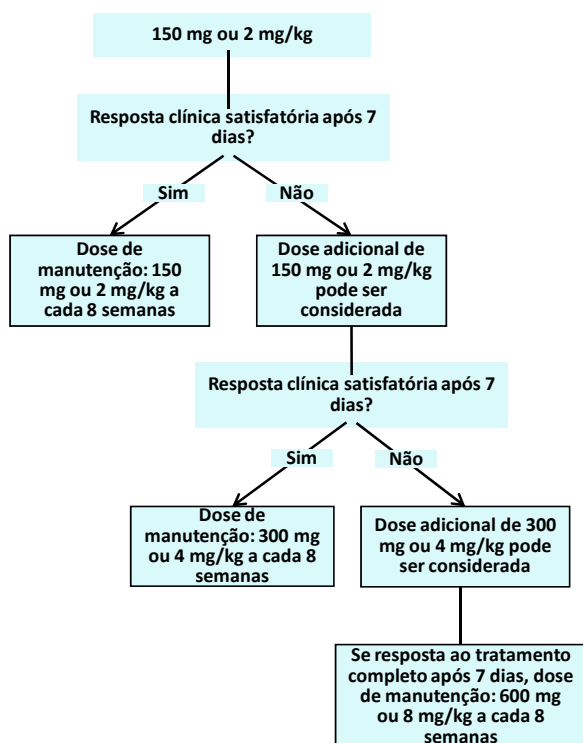 150 mg ou 2 mg/kg
Resposta clínica satisfatória após 7
dias?
Sim
Não
Dose de
manutenção: 150
mg ou 2 mg/kg a
cada 8 semanas
Dose adicional de
150 mg ou 2 mg/kg
pode ser
considerada
Resposta clínica satisfatória após 7
dias?
Sim
Não
Dose de
manutenção: 300 mg
ou 4 mg/kg a cada 8
semanas
Dose adicional de 300
mg ou 4 mg/kg pode
ser considerada
Se resposta ao tratamento
completo após 7 dias, dose
de manutenção: 600 mg
ou 8 mg/kg a cada 8
semanas